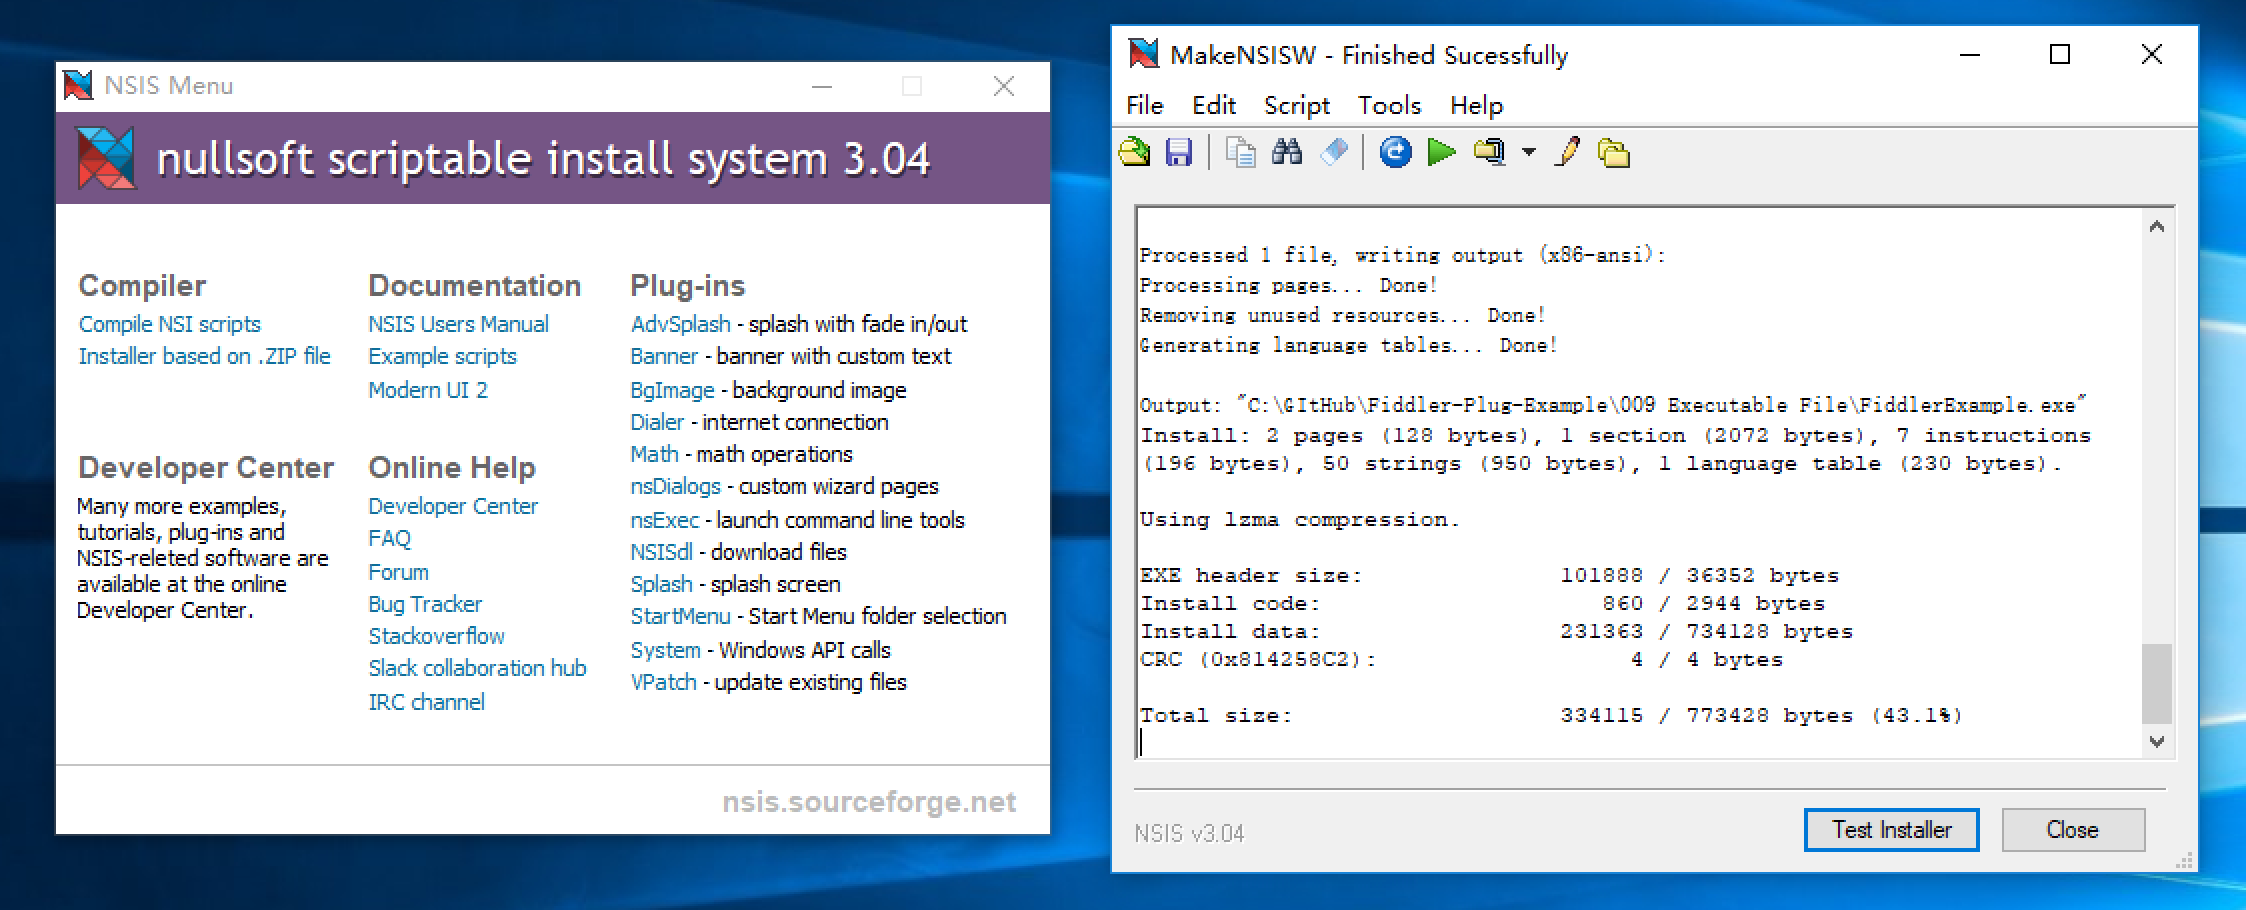 NSIS Menu
nullsoft scriptable install system 3.04
Compiler
Compile NSI scripts
Installer based on .ZIP file
Developer Center
Many more examples,
tutorials, plug-ins and
NSIS-releted software are
available at the online
Developer Center.
Documentation
NSIS Users Manual
Example scripts
Modern UI 2
Online Help
Developer Center
FAQ
Forum
Bug Tracker
Stackoverflow
Slack collaboration hub
IRC channel
Plug-ins
AdvSplash - splash with fade in/out
Banner - banner with custom text
BgImage - background image
Dialer - internet connection
Math - math operations
nsDialogs - custom wizard pages
nsExec - launch command line tools
NSISdl - download files
Splash - splash screen
StartMenu - Start Menu folder selection
System - Windows API calls
VPatch - update existing files
nsis.sourceforge.net
MakeNSISW - Finished Sucessfully
File Edit Script Tools Help
Processed 1 file, writing output (x86-ansi):
Processing pages... Done!
Removing unused resources... Done!
Generating language tables... Done!
Output: "C:\GItHub\Fiddler-Plug-Example\009 Executable File\FiddlerExample.exe"
Install: 2 pages (128 bytes), 1 section (2072 bytes), 7 instructions
(196 bytes), 50 strings (950 bytes), 1 language table (230 bytes).
Using lzma compression.
EXE header size: 101888 / 36352 bytes
Install code: 860 / 2944 bytes
Install data: 231363 / 734128 bytes
CRC (0x814258C2): 4 / 4 bytes
Total size: 334115 / 773428 bytes (43.1%)
NSIS v3.04
Test Installer
Close